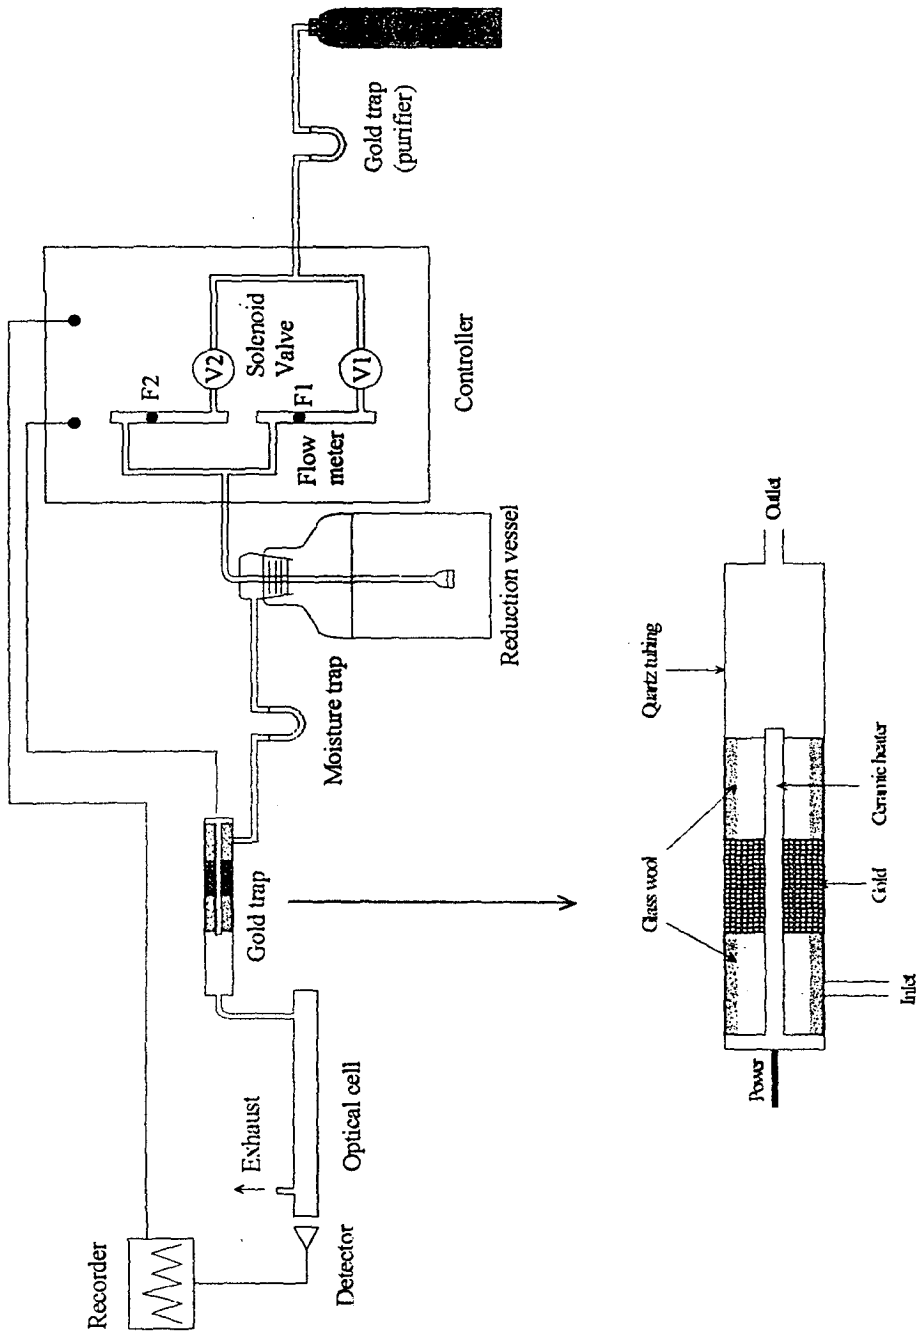 Recorder
Detector
Exhaust
Optical cell
Gold trap
Moisture trap
Reduction vessel
F2
V2
Solenoid
Valve
F1
V1
Flow
meter
Controller
Gold trap
(purifier)
Power
Inlet
Glass wool
Gold
Ceramic heater
Quartz tubing
Outlet